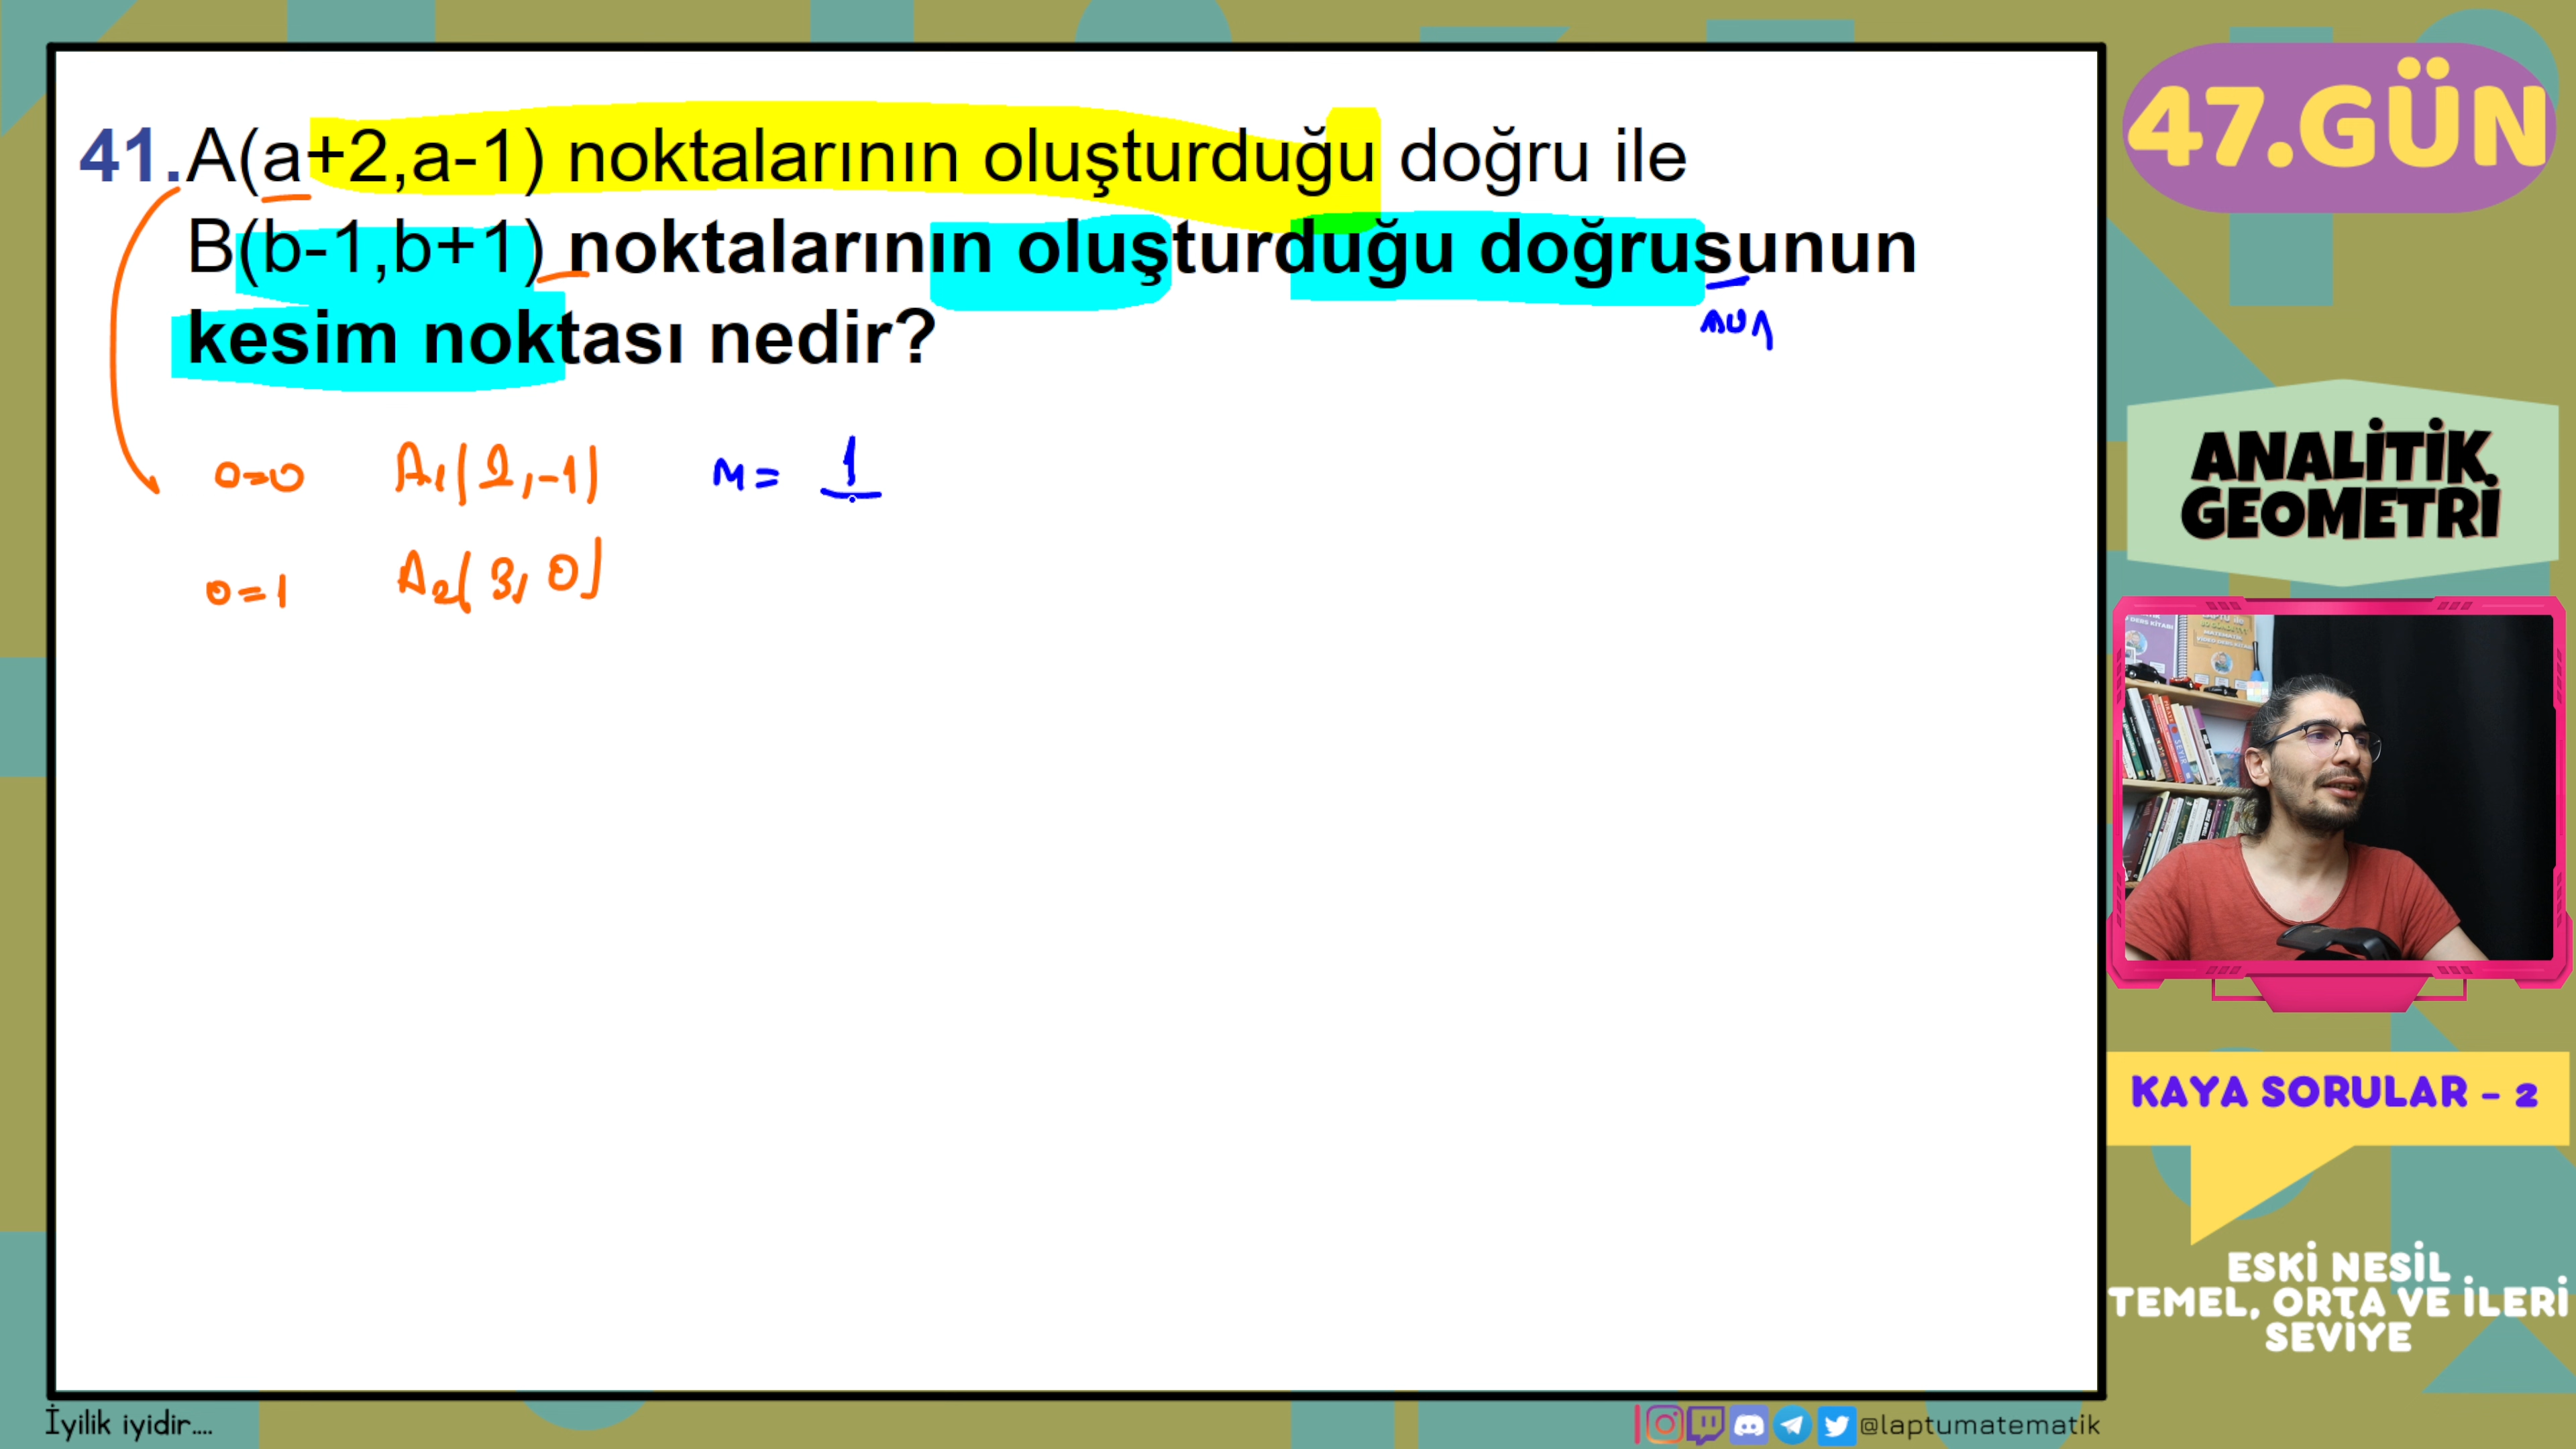 47.GÜN
41.A(a+2,a-1) noktalarının oluşturduğu doğru ile
B(b-1,b+1) noktalarının oluşturduğu doğrusunun
kesim noktası nedir?
nun
a=0 A₁(2,-1) m= 1
a=1 A₂(3,0)
ANALİTİK
GEOMETRİ
KAYA SORULAR - 2
ESKİ NESİL
TEMEL, ORTA VE İLERİ
SEVİYE
İyilik iyidir....
@laptumatematik